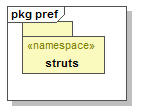 pkg pref
«namespace»
struts